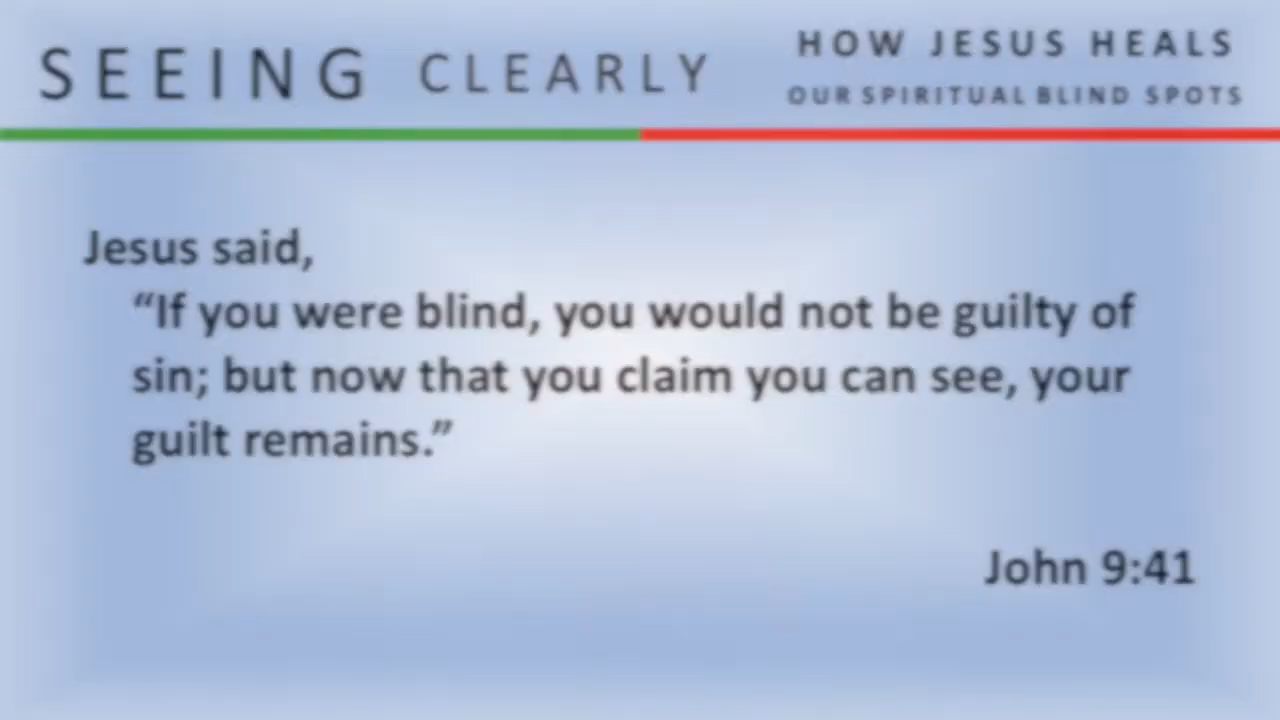 SEEING CLEARLY
HOW JESUS HEALS
OUR SPIRITUAL BLIND SPOTS
Jesus said,
“If you were blind, you would not be guilty of
sin; but now that you claim you can see, your
guilt remains.”
John 9:41